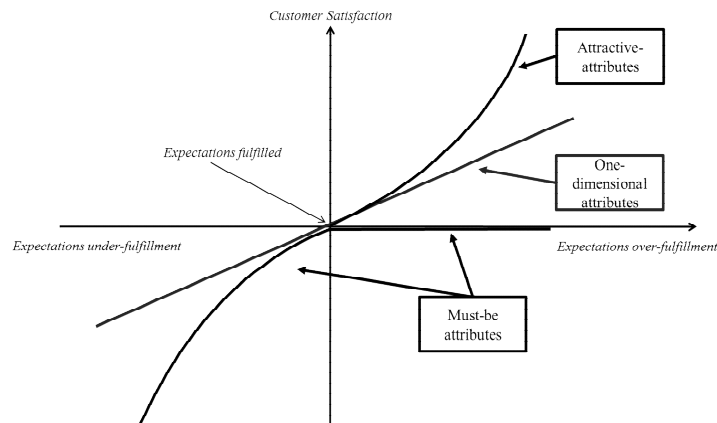 Customer Satisfaction
Attractive-
attributes
Expectations fulfilled
One-
dimensional
attributes
Expectations under-fulfillment
Expectations over-fulfillment
Must-be
attributes